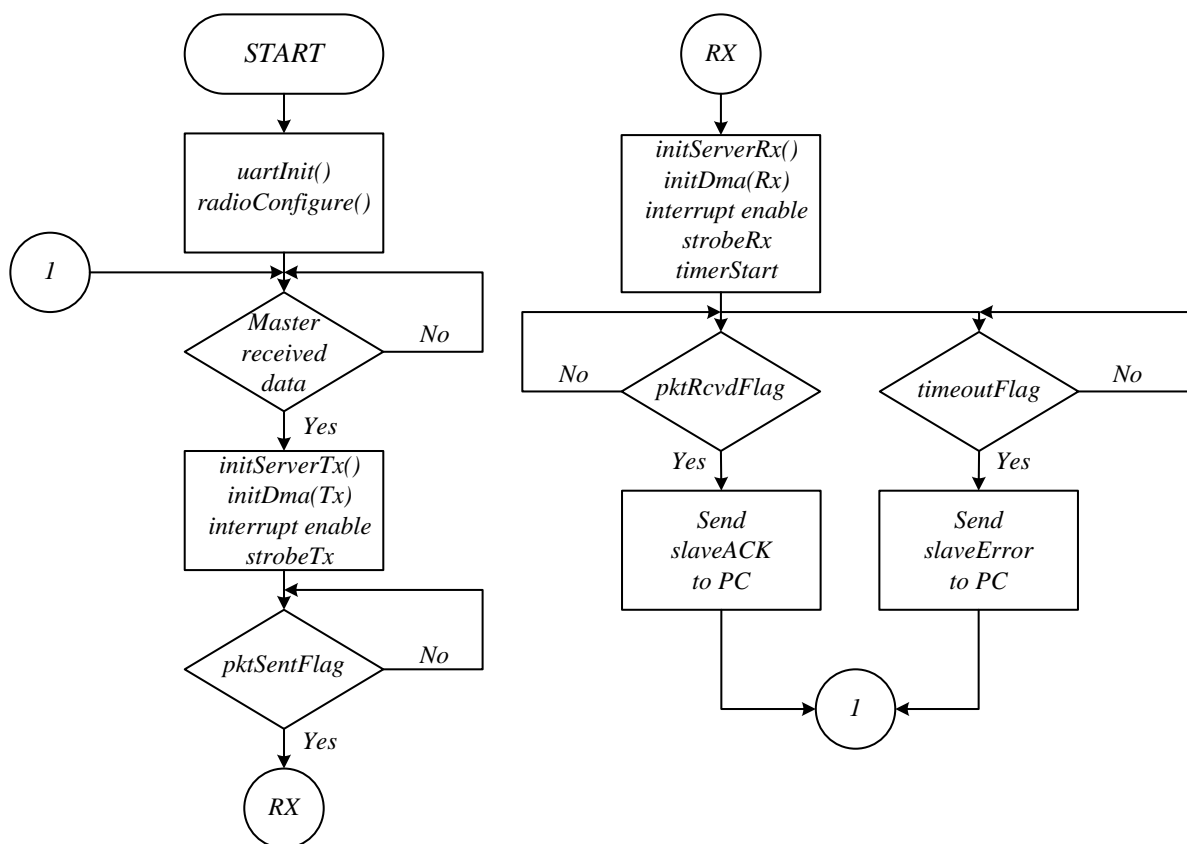 START
uartInit()
radioConfigure()
1
Master
received
data
No
Yes
initServerTx()
initDma(Tx)
interrupt enable
strobeTx
pktSentFlag
No
Yes
RX
RX
initServerRx()
initDma(Rx)
interrupt enable
strobeRx
timerStart
No
pktRcvdFlag
timeoutFlag
No
Yes
Yes
Send
slaveACK
to PC
Send
slaveError
to PC
1